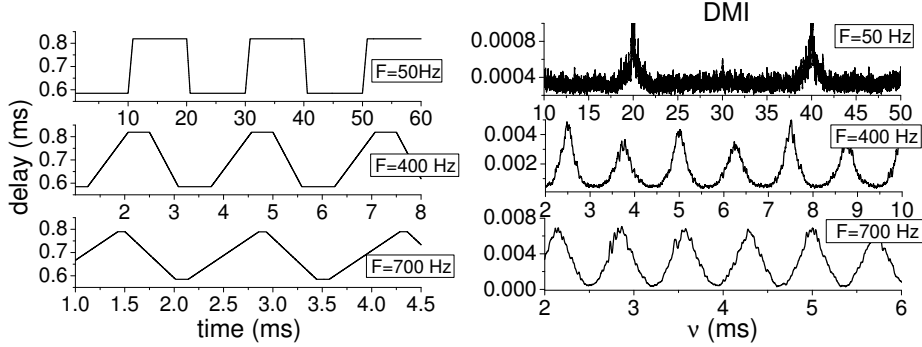 DMI
delay (ms)
0.8
0.7
0.6
F=50Hz
10 20 30 40 50 60
0.8
0.7
0.6
F=400 Hz
2 3 4 5 6 7 8
0.8
0.7
0.6
F=700 Hz
1.0 1.5 2.0 2.5 3.0 3.5 4.0 4.5
time (ms)
0.0008
0.0004
F=50 Hz
10 15 20 25 30 35 40 45 50
0.004
0.002
F=400 Hz
2 3 4 5 6 7 8 9 10
0.008
0.004
0.000
F=700 Hz
2 3 4 5 6
ν (ms)